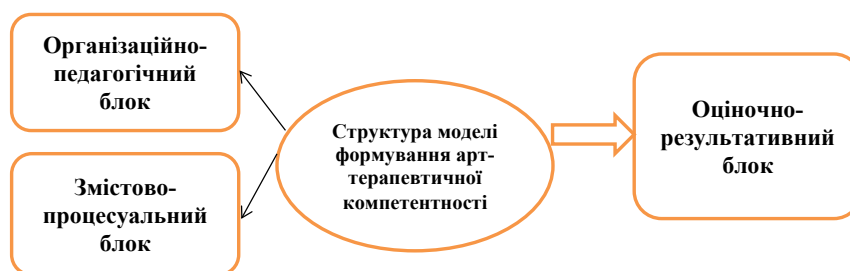 Організаційно-
педагогічний
блок
Змістово-
процесуальний
блок
Структура моделі
формування арт-
терапевтичної
компетентності
Оціночно-
результативний
блок